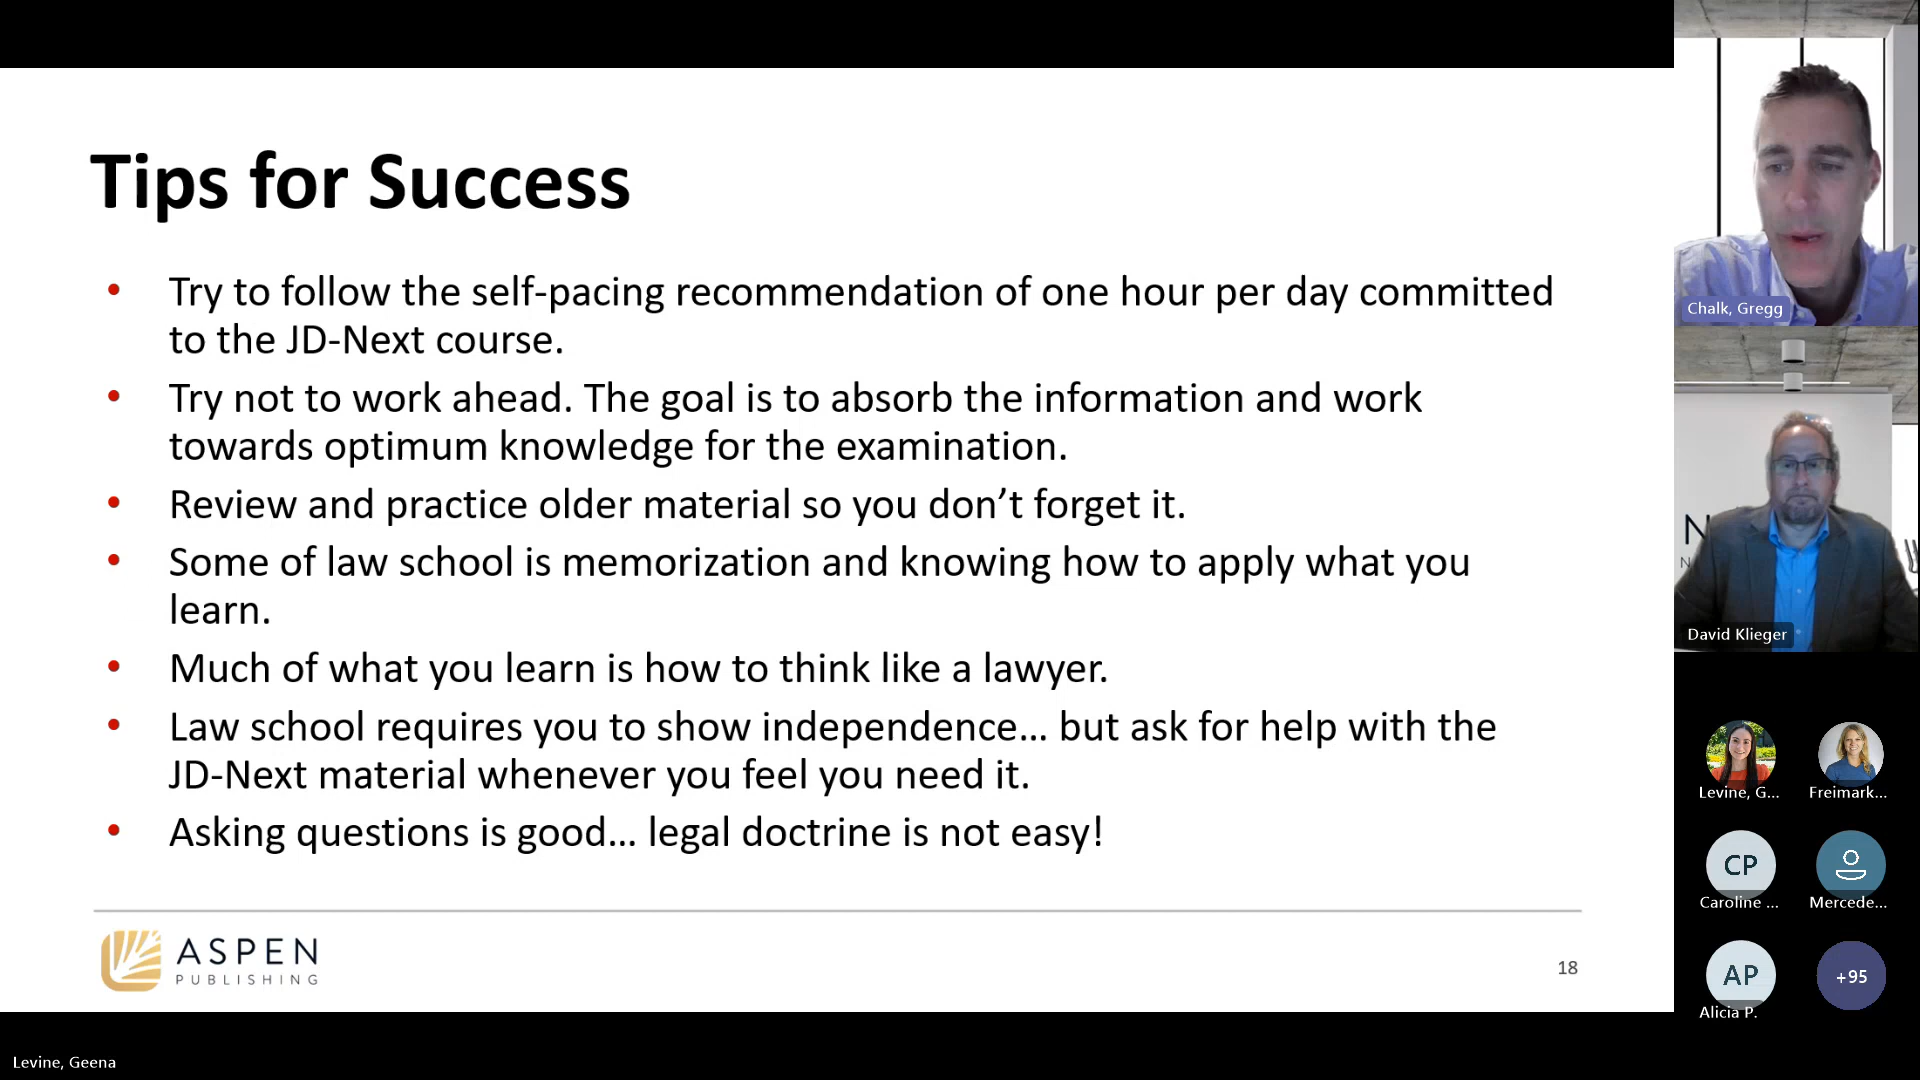 Tips for Success
• Try to follow the self-pacing recommendation of one hour per day committed
to the JD-Next course.
• Try not to work ahead. The goal is to absorb the information and work
towards optimum knowledge for the examination.
• Review and practice older material so you don’t forget it.
• Some of law school is memorization and knowing how to apply what you
learn.
• Much of what you learn is how to think like a lawyer.
• Law school requires you to show independence... but ask for help with the
JD-Next material whenever you feel you need it.
• Asking questions is good... legal doctrine is not easy!
ASPEN
PUBLISHING
18
Chalk, Gregg
N
David Klieger
Levine, G...
Freimark...
CP
Caroline ...
Mercede...
AP
Alicia P.
+95
Levine, Geena